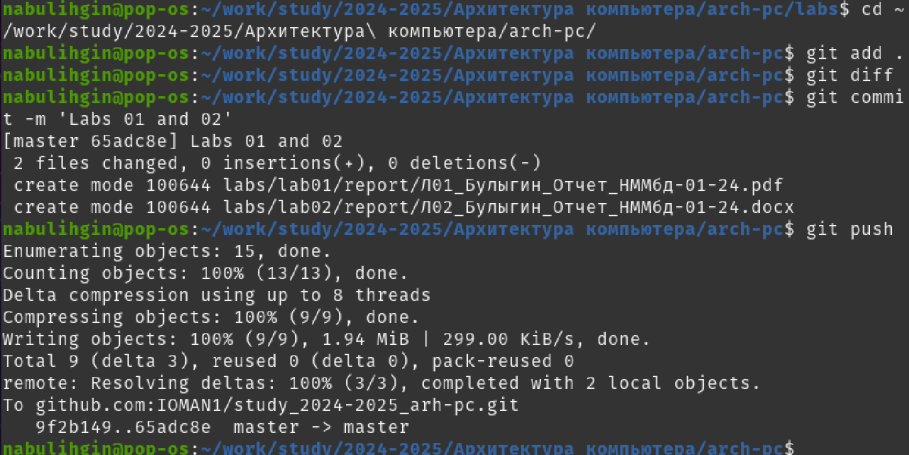 nabulihgin@pop-os:~/work/study/2024-2025/Архитектура компьютера/arch-pc/labs$ cd ~
/work/study/2024-2025/Архитектура\ компьютера/arch-pc/
nabulihgin@pop-os:~/work/study/2024-2025/Архитектура компьютера/arch-pc$ git add .
nabulihgin@pop-os:~/work/study/2024-2025/Архитектура компьютера/arch-pc$ git diff
nabulihgin@pop-os:~/work/study/2024-2025/Архитектура компьютера/arch-pc$ git commi
t -m 'Labs 01 and 02'
[master 65adc8e] Labs 01 and 02
 2 files changed, 0 insertions(+), 0 deletions(-)
 create mode 100644 labs/lab01/report/Л01_Булыгин_Отчет_НММбд-01-24.pdf
 create mode 100644 labs/lab02/report/Л02_Булыгин_Отчет_НММбд-01-24.docx
nabulihgin@pop-os:~/work/study/2024-2025/Архитектура компьютера/arch-pc$ git push
Enumerating objects: 15, done.
Counting objects: 100% (13/13), done.
Delta compression using up to 8 threads
Compressing objects: 100% (9/9), done.
Writing objects: 100% (9/9), 1.94 MiB | 299.00 KiB/s, done.
Total 9 (delta 3), reused 0 (delta 0), pack-reused 0
remote: Resolving deltas: 100% (3/3), completed with 2 local objects.
To github.com:IOMAN1/study_2024-2025_arh-pc.git
   9f2b149..65adc8e  master -> master
nabulihgin@pop-os:~/work/study/2024-2025/Архитектура компьютера/arch-pc$